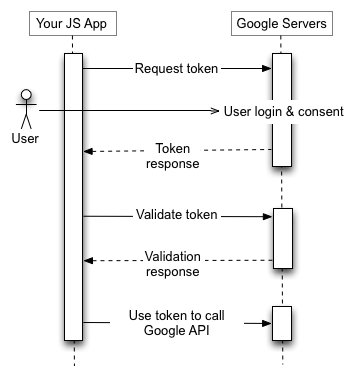 Your JS App
Google Servers
Request token
User login & consent
User
Token
response
Validate token
Validation
response
Use token to call
Google API